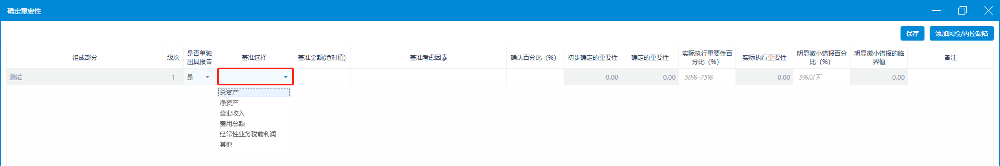 确定重要性
保存 添加风险/内控缺陷
组成部分 级次 是否单独出具报告 基准选择 基准金额(绝对值) 基准考虑因素 确认百分比（%） 初步确定的重要性 确定的重要性 实际执行重要性百分比（%） 实际执行重要性 明显微小错报百分比（%） 明显微小错报的临界值 备注
测试 1 是 0.00 0.00 50%-75% 0.00 5%以下 0.00
总资产
净资产
营业收入
费用总额
经常性业务税前利润
其他